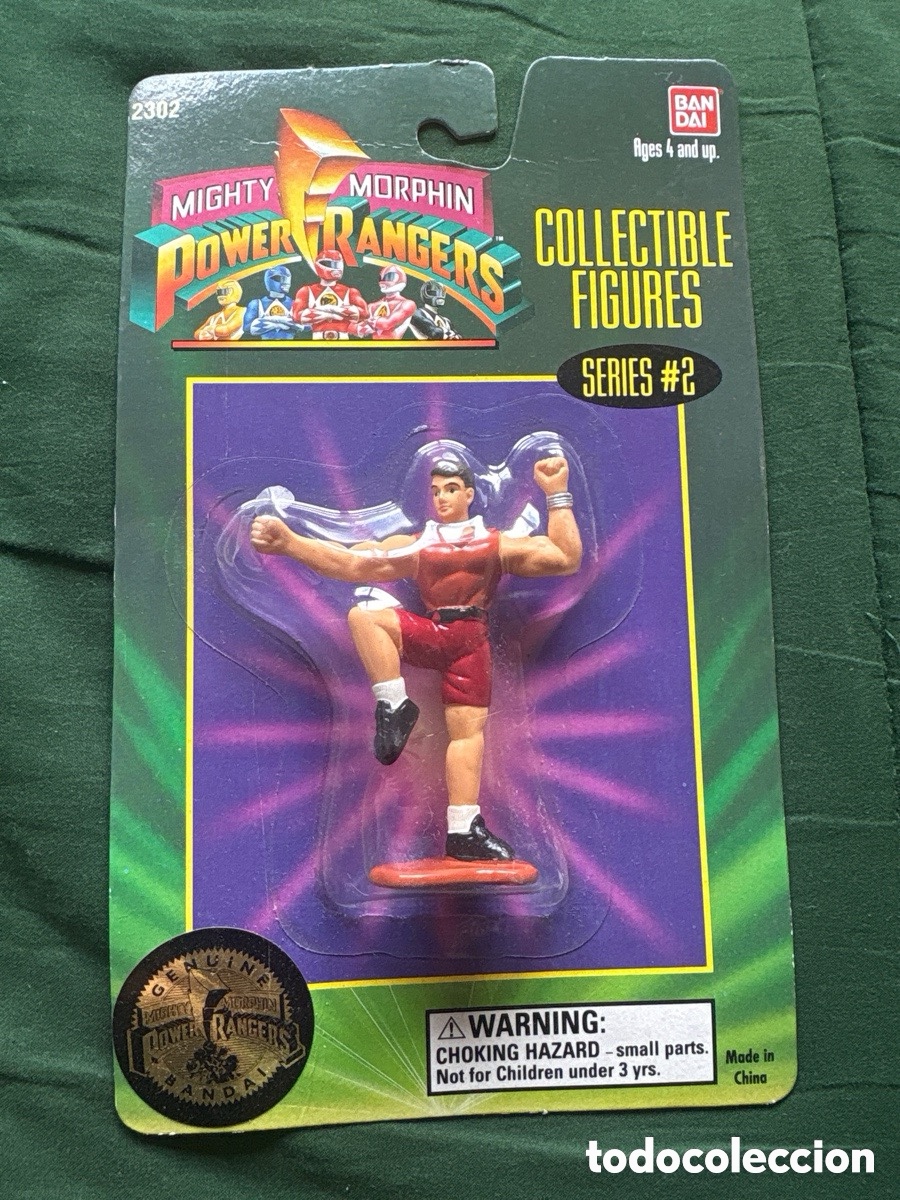 2302
BAN
DAI
Ages 4 and up.
MIGHTY MORPHIN
POWER RANGERS™
COLLECTIBLE
FIGURES
SERIES #2
GENUINE
MIGHTY MORPHIN
POWER RANGERS
BANDAI
WARNING:
CHOKING HAZARD – small parts.
Not for Children under 3 yrs.
Made in
China
todocoleccion